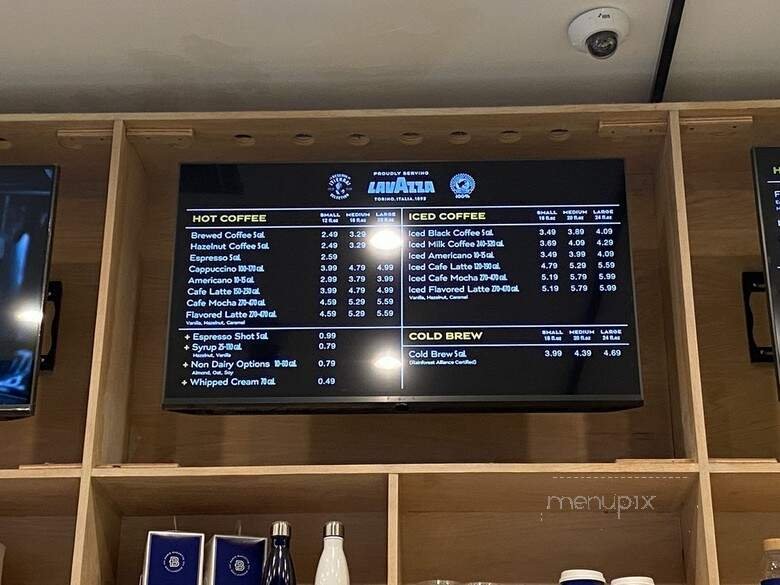 PROUDLY SERVING
LAVAZZA
TORINO, ITALIA, 1895
100%
HOT COFFEE SMALL 12 fl.oz MEDIUM 16 fl.oz LARGE
Brewed Coffee 5 cal. 2.49 3.29
Hazelnut Coffee 5 cal. 2.49 3.29
Espresso 5 cal. 2.59
Cappuccino 100-170 cal. 3.99 4.79 4.99
Americano 10-15 cal. 2.99 3.79 3.99
Cafe Latte 150-250 cal. 3.99 4.79 4.99
Cafe Mocha 270-470 cal. 4.59 5.29 5.59
Flavored Latte 270-470 cal. 4.59 5.29 5.59
Vanilla, Hazelnut, Caramel
+ Espresso Shot 5 cal. 0.99
+ Syrup 25-130 cal. 0.79
Hazelnut, Vanilla
+ Non Dairy Options 10-60 cal. 0.79
Almond, Oat, Soy
+ Whipped Cream 70 cal. 0.49
ICED COFFEE SMALL 16 fl.oz MEDIUM 20 fl.oz LARGE 24 fl.oz
Iced Black Coffee 5 cal. 3.49 3.89 4.09
Iced Milk Coffee 240-320 cal. 3.69 4.09 4.29
Iced Americano 10-15 cal. 3.49 3.99 4.09
Iced Cafe Latte 120-190 cal. 4.79 5.29 5.59
Iced Cafe Mocha 270-470 cal. 5.19 5.79 5.99
Iced Flavored Latte 270-470 cal. 5.19 5.79 5.99
Vanilla, Hazelnut, Caramel
COLD BREW SMALL 16 fl.oz MEDIUM 20 fl.oz LARGE 24 fl.oz
Cold Brew 5 cal. 3.99 4.39 4.69
(Rainforest Alliance Certified)
menupix
B
B